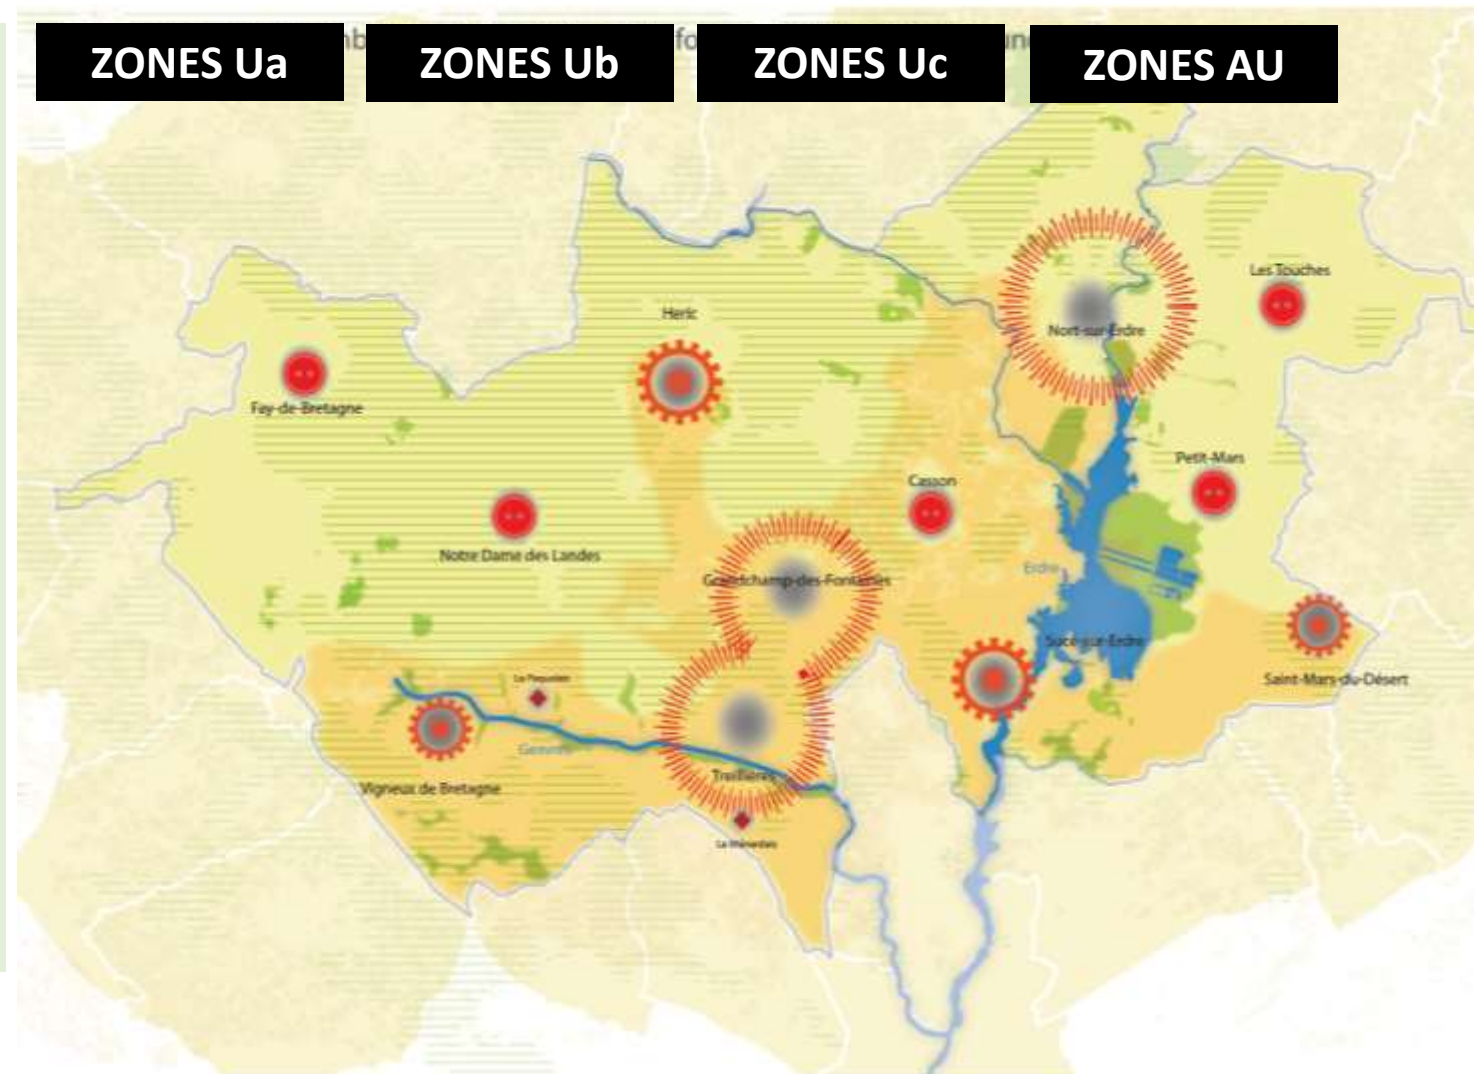 ZONES Ua
ZONES Ub
ZONES Uc
ZONES AU
Les Touches
Heric
Nort-sur-Erdre
Fay-de-Bretagne
Petit-Mars
Casson
Notre Dame des Landes
Grandchamp-des-Fontaines
Erdre
Sucé-sur-Erdre
Saint-Mars-du-Désert
Vigneux de Bretagne
Treillières